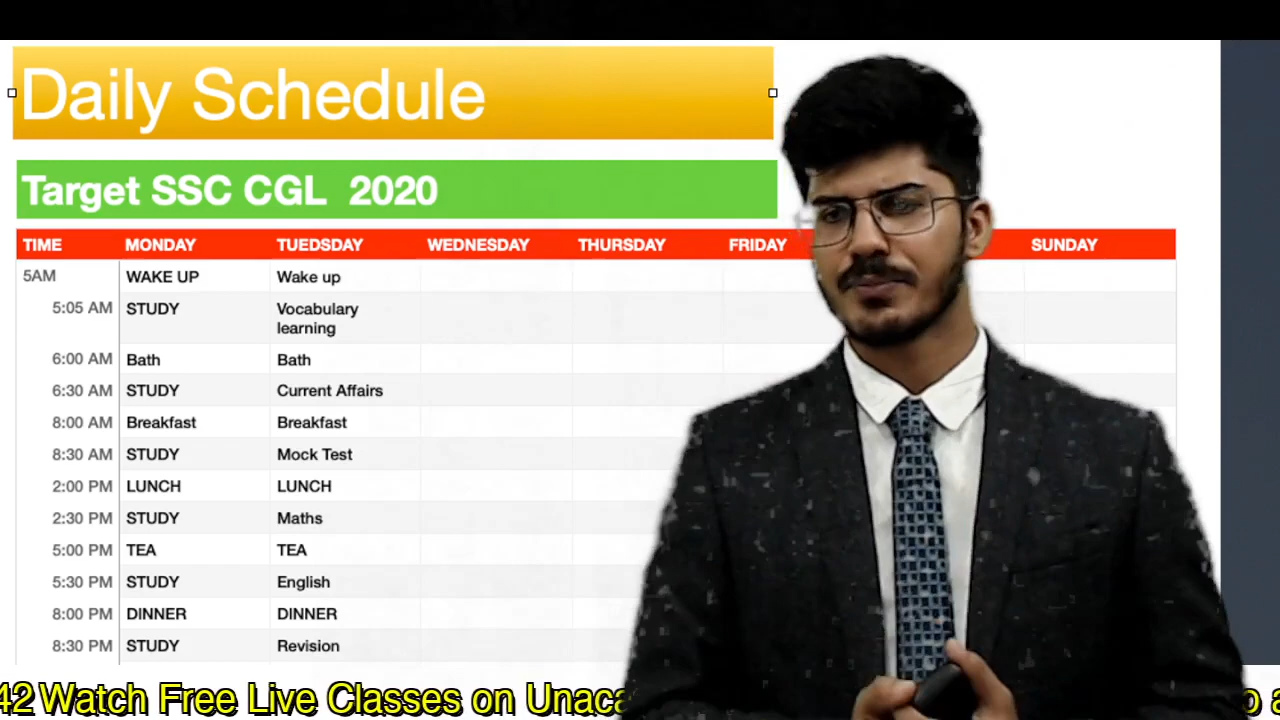 Daily Schedule
Target SSC CGL 2020
TIME MONDAY TUEDSDAY WEDNESDAY THURSDAY FRIDAY SUNDAY
5AM WAKE UP Wake up
5:05 AM STUDY Vocabulary
learning
6:00 AM Bath Bath
6:30 AM STUDY Current Affairs
8:00 AM Breakfast Breakfast
8:30 AM STUDY Mock Test
2:00 PM LUNCH LUNCH
2:30 PM STUDY Maths
5:00 PM TEA TEA
5:30 PM STUDY English
8:00 PM DINNER DINNER
8:30 PM STUDY Revision
42 Watch Free Live Classes on